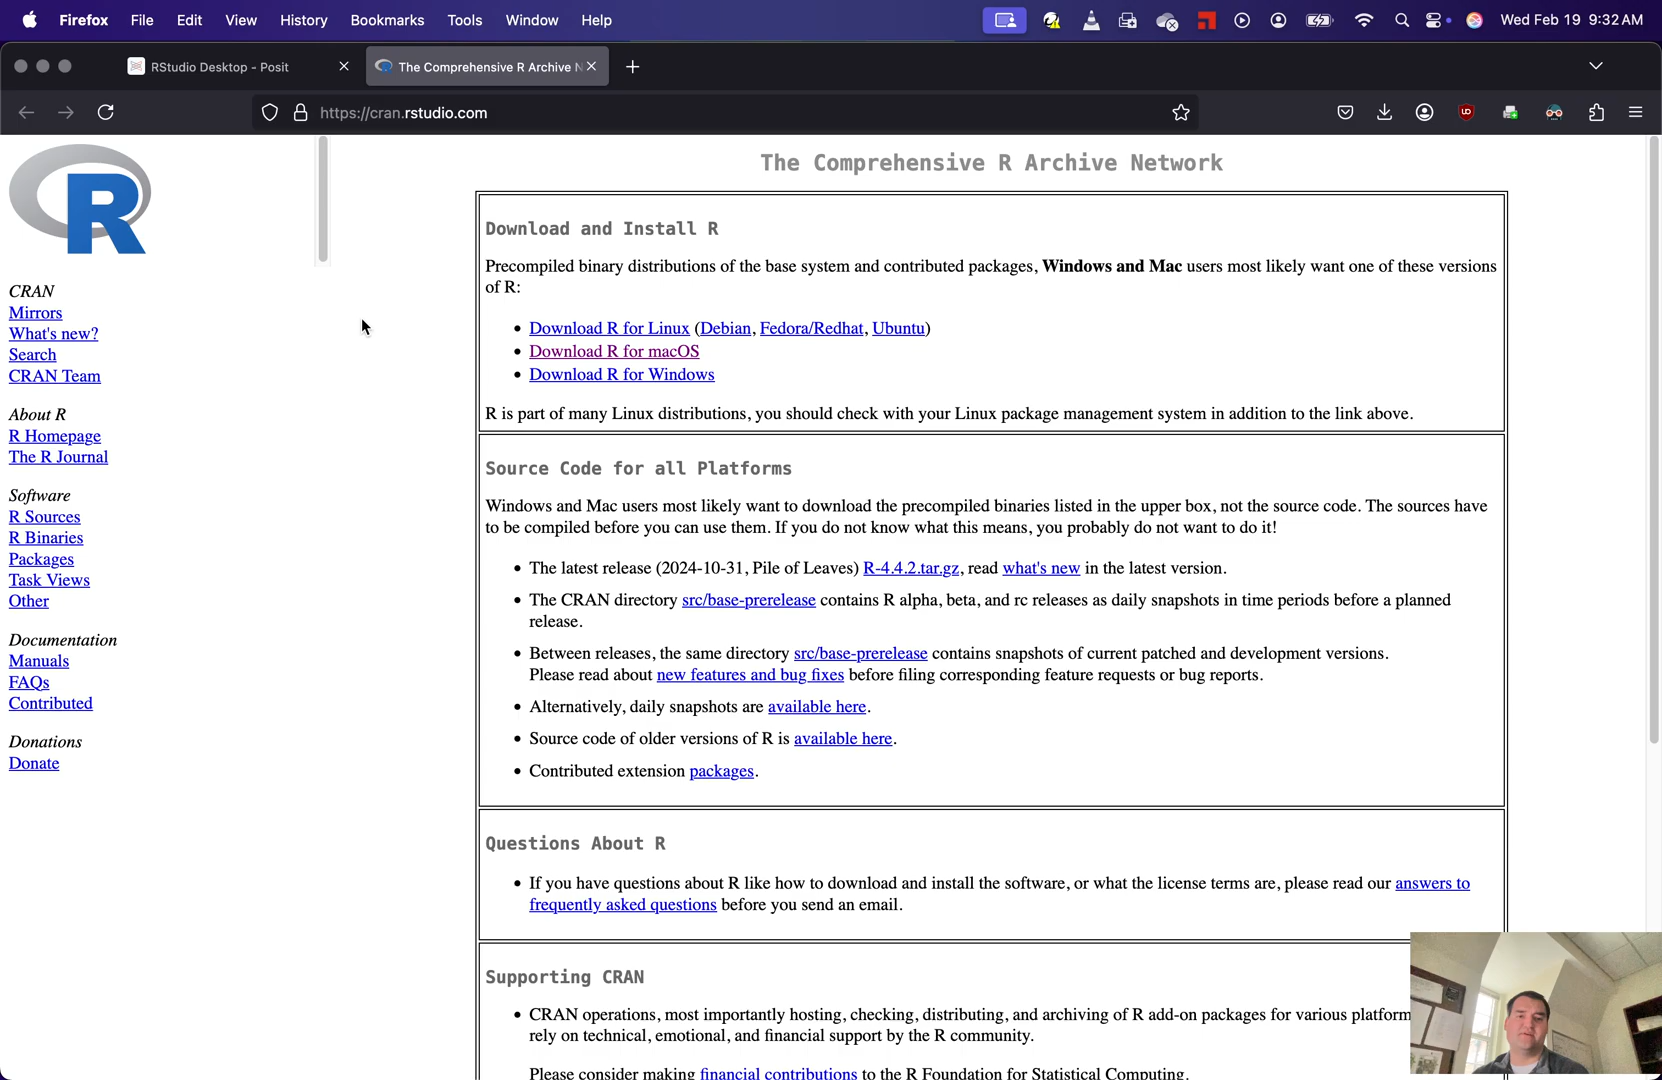 Firefox File Edit View History Bookmarks Tools Window Help Wed Feb 19 9:32 AM
RStudio Desktop - Posit The Comprehensive R Archive N
https://cran.rstudio.com
R
CRAN
Mirrors
What's new?
Search
CRAN Team
About R
R Homepage
The R Journal
Software
R Sources
R Binaries
Packages
Task Views
Other
Documentation
Manuals
FAQs
Contributed
Donations
Donate
The Comprehensive R Archive Network
Download and Install R
Precompiled binary distributions of the base system and contributed packages, Windows and Mac users most likely want one of these versions
of R:
• Download R for Linux (Debian, Fedora/Redhat, Ubuntu)
• Download R for macOS
• Download R for Windows
R is part of many Linux distributions, you should check with your Linux package management system in addition to the link above.
Source Code for all Platforms
Windows and Mac users most likely want to download the precompiled binaries listed in the upper box, not the source code. The sources have
to be compiled before you can use them. If you do not know what this means, you probably do not want to do it!
• The latest release (2024-10-31, Pile of Leaves) R-4.4.2.tar.gz, read what's new in the latest version.
• The CRAN directory src/base-prerelease contains R alpha, beta, and rc releases as daily snapshots in time periods before a planned
release.
• Between releases, the same directory src/base-prerelease contains snapshots of current patched and development versions.
Please read about new features and bug fixes before filing corresponding feature requests or bug reports.
• Alternatively, daily snapshots are available here.
• Source code of older versions of R is available here.
• Contributed extension packages.
Questions About R
• If you have questions about R like how to download and install the software, or what the license terms are, please read our answers to
frequently asked questions before you send an email.
Supporting CRAN
• CRAN operations, most importantly hosting, checking, distributing, and archiving of R add-on packages for various platform
rely on technical, emotional, and financial support by the R community.
Please consider making financial contributions to the R Foundation for Statistical Computing.